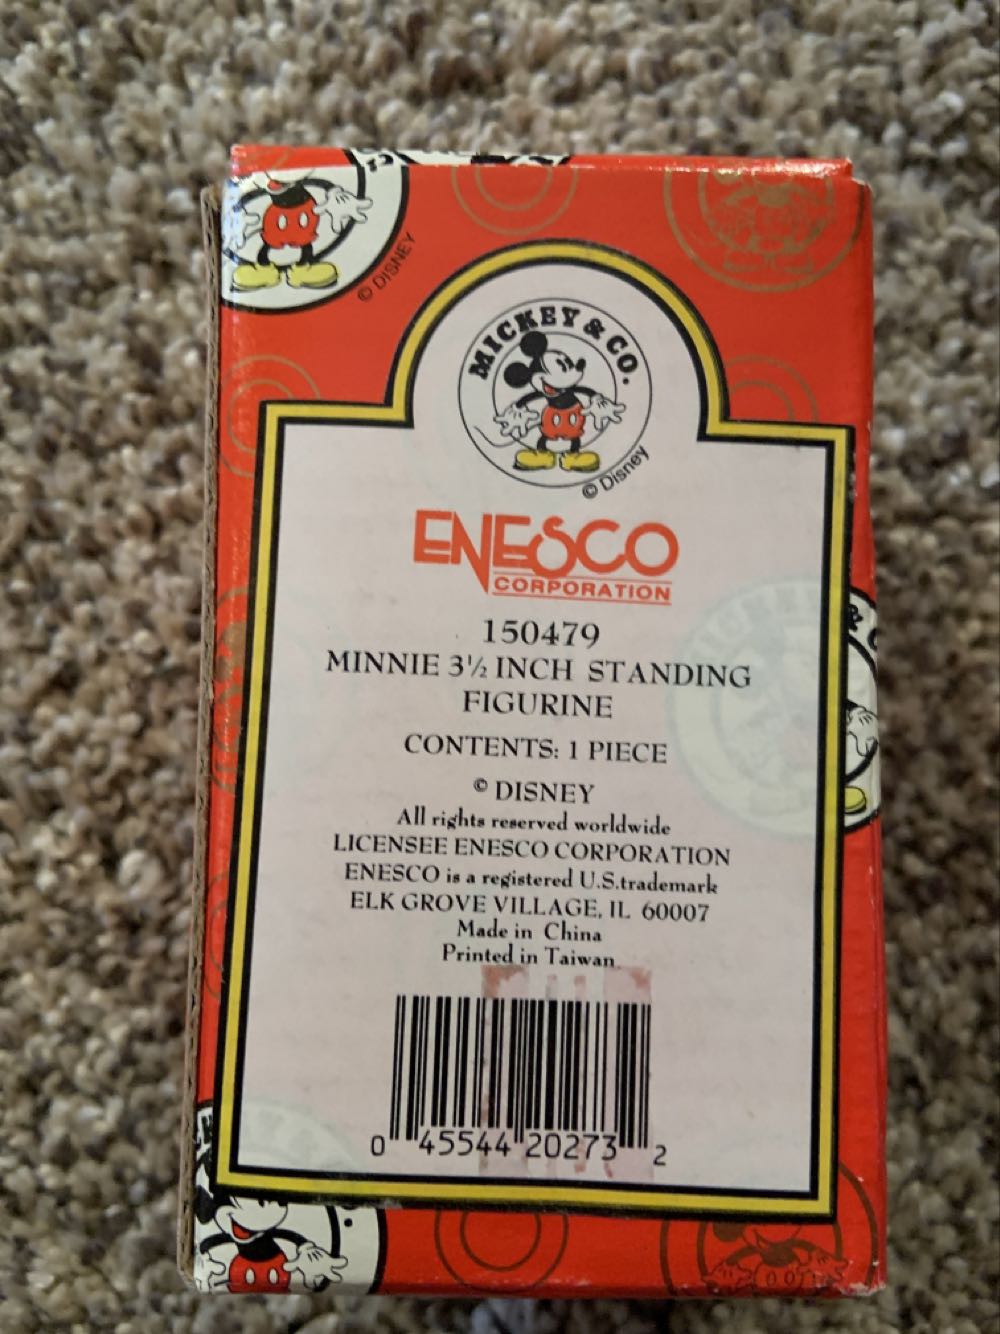 © DISNEY
MICKEY & CO.
© Disney
ENESCO
CORPORATION
150479
MINNIE 3½ INCH STANDING
FIGURINE
CONTENTS: 1 PIECE
© DISNEY
All rights reserved worldwide
LICENSEE ENESCO CORPORATION
ENESCO is a registered U.S.trademark
ELK GROVE VILLAGE, IL 60007
Made in China
Printed in Taiwan
0 45544 20273 2